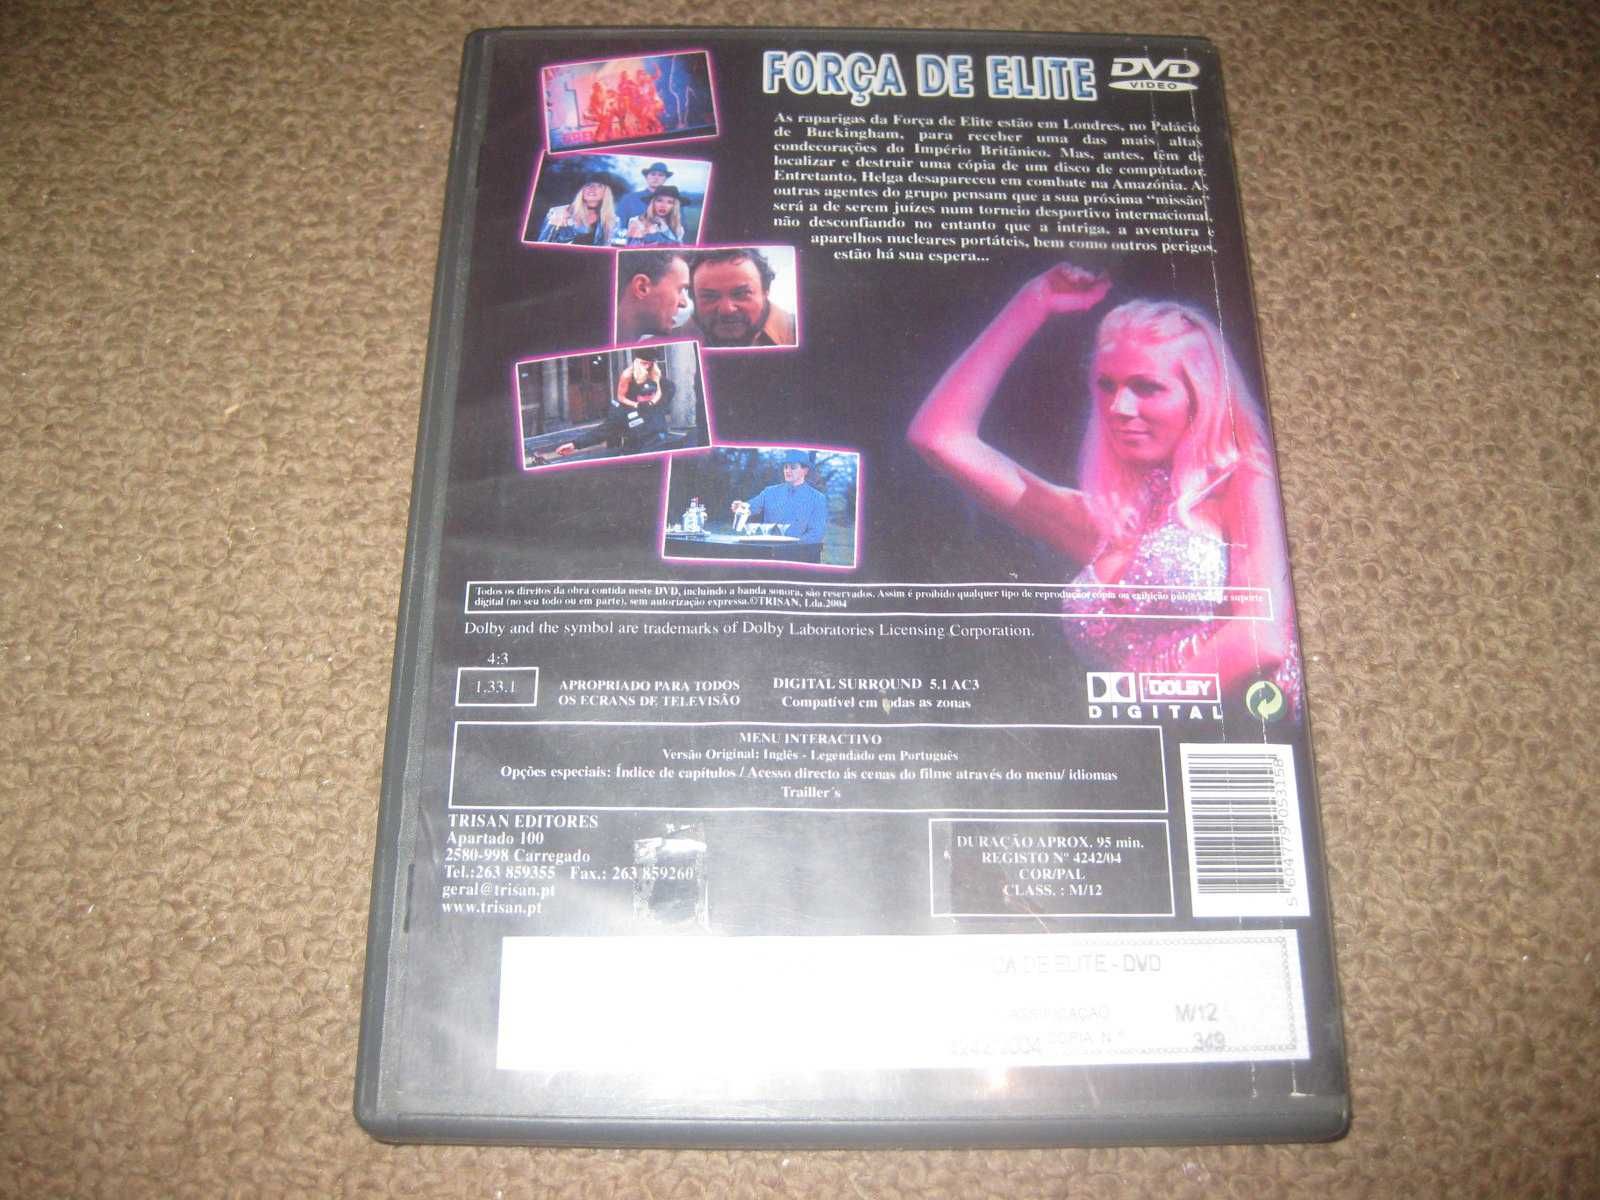 FORÇA DE ELITE
DVD
VIDEO
As raparigas da Força de Elite estão em Londres, no Palácio
de Buckingham, para receber uma das mais altas
condecorações do Império Britânico. Mas, antes, têm de
localizar e destruir uma cópia de um disco de computador.
Entretanto, Helga desapareceu em combate na Amazónia. As
outras agentes do grupo pensam que a sua próxima “missão”
será a de serem juízes num torneio desportivo internacional,
não desconfiando no entanto que a intriga, a aventura e
aparelhos nucleares portáteis, bem como outros perigos,
estão há sua espera...
Todos os direitos da obra contida neste DVD, incluindo a banda sonora, são reservados. Assim é proibido qualquer tipo de reprodução, cópia ou exibição suporte
digital (no seu todo ou em parte), sem autorização expressa.©TRISAN, Lda.2004
Dolby and the symbol are trademarks of Dolby Laboratories Licensing Corporation.
4:3
1.33.1
APROPRIADO PARA TODOS
OS ECRANS DE TELEVISÃO
DIGITAL SURROUND 5.1 AC3
Compatível em todas as zonas
DOLBY
DIGITAL
MENU INTERACTIVO
Versão Original: Inglês - Legendado em Português
Opções especiais: Índice de capítulos / Acesso directo ás cenas do filme através do menu/ idiomas
Trailler´s
TRISAN EDITORES
Apartado 100
2580-998 Carregado
Tel.:263 859355 Fax.: 263 859260
geral@trisan.pt
www.trisan.pt
DURAÇÃO APROX. 95 min.
REGISTO Nº 4242/04
COR/PAL
CLASS. : M/12
5 604779 053158
DE ELITE - DVD
M/12
4242/2004 CÓPIA N.º 349